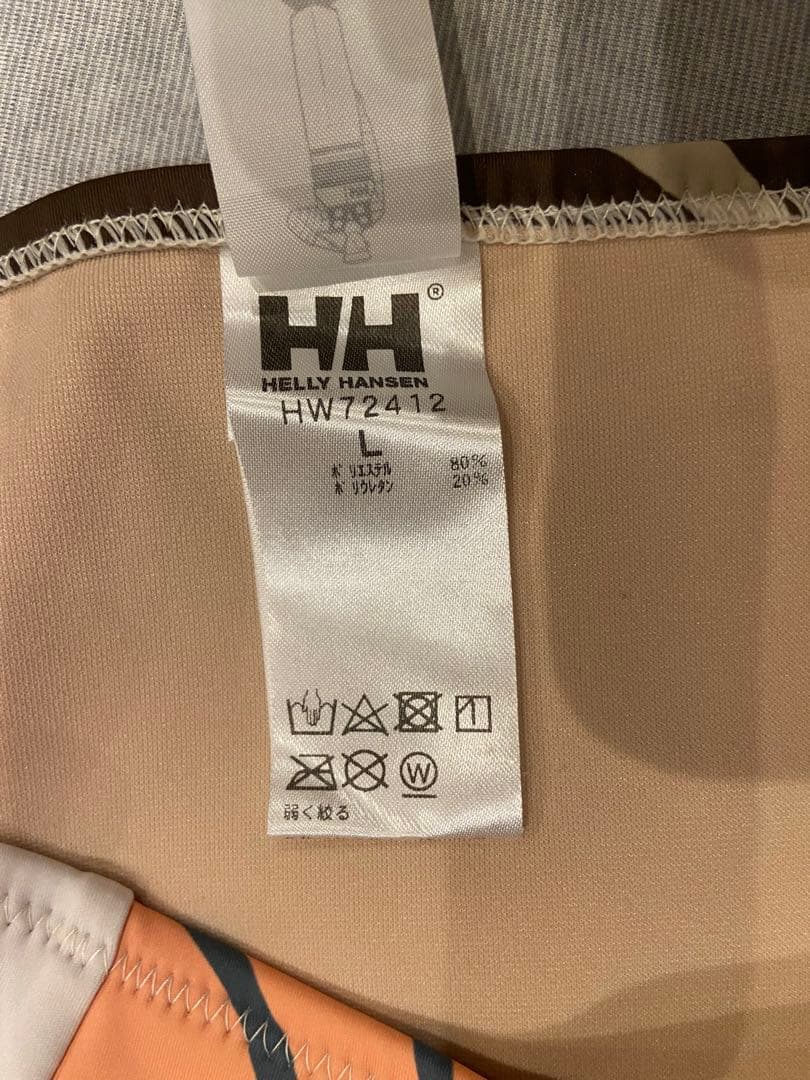 HH®
HELLY HANSEN
HW72412
L
ポリエステル 80%
ポリウレタン 20%
W
弱く絞る